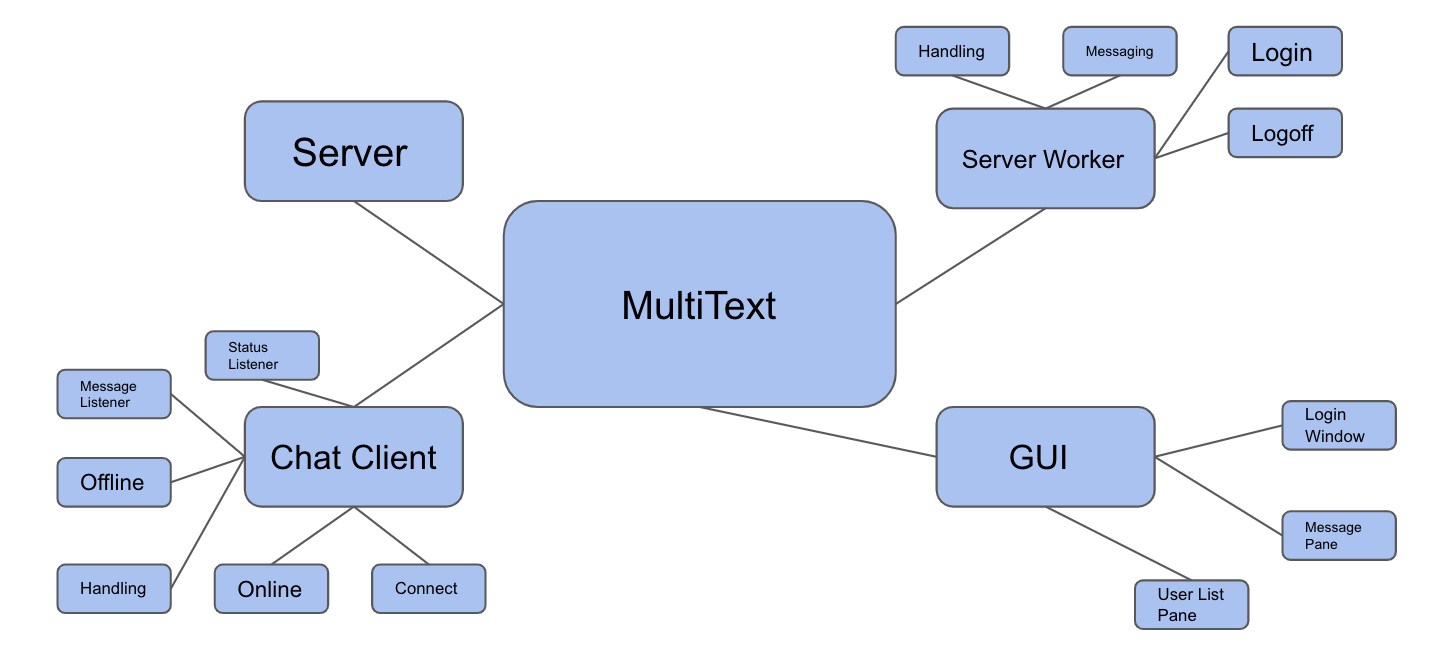 Handling
Messaging
Login
Server
Logoff
Server Worker
MultiText
Status
Listener
Message
Listener
Login
Window
Chat Client
GUI
Offline
Message
Pane
Handling
Online
Connect
User List
Pane